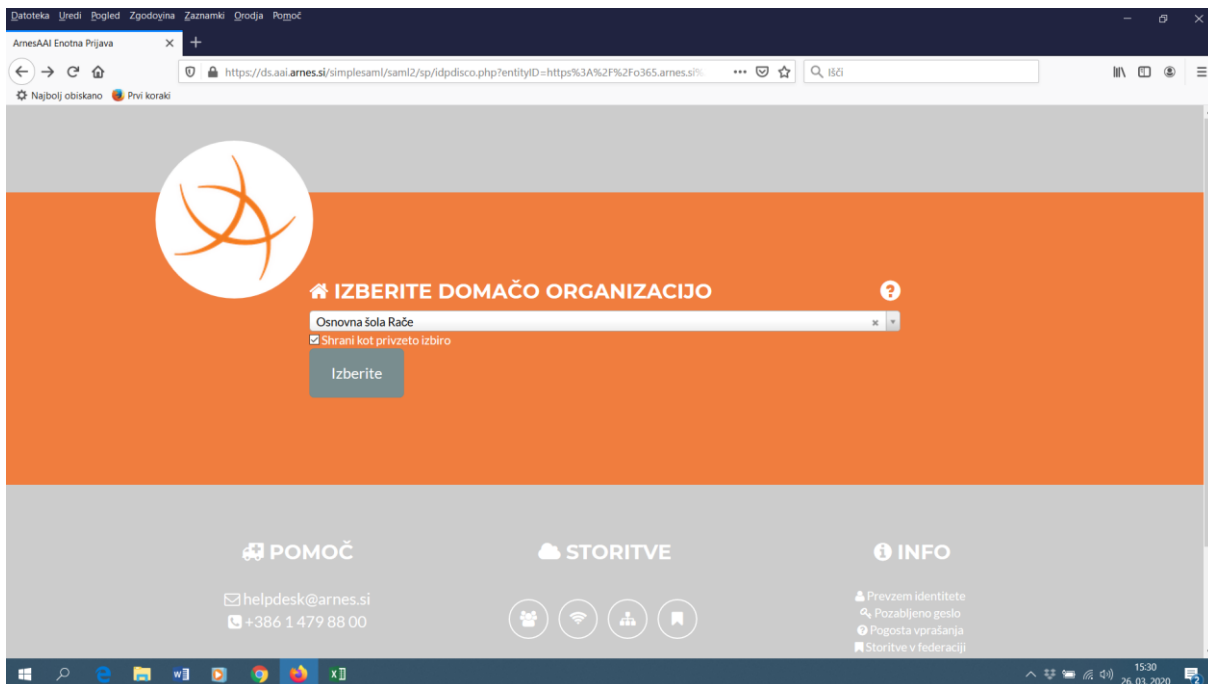 Datoteka Uredi Pogled Zgodovina Zaznamki Orodja Pomoč
ArnesAAI Enotna Prijava
https://ds.aai.arnes.si/simplesaml/saml2/sp/idpdisco.php?entityID=https%3A%2F%2Fo365.arnes.si%
Išči
Najbolj obiskano Prvi koraki
IZBERITE DOMAČO ORGANIZACIJO
Osnovna šola Rače
Shrani kot privzeto izbiro
Izberite
POMOČ
helpdesk@arnes.si
+386 1 479 88 00
STORITVE
INFO
Prevzem identitete
Pozabljeno geslo
Pogosta vprašanja
Storitve v federaciji
15:30
26. 03. 2020